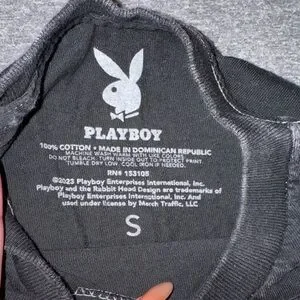 PLAYBOY
100% COTTON • MADE IN DOMINICAN REPUBLIC
MACHINE WASH WARM WITH LIKE COLORS
DO NOT BLEACH. TURN INSIDE OUT TO PROTECT PRINT
TUMBLE DRY LOW. COOL IRON IF NEEDED.
RN# 153105
©2023 Playboy Enterprises International, Inc.
Playboy and the Rabbit Head Design are trademarks of
Playboy Enterprises International, Inc. And
used under license by Merch Traffic, LLC
S